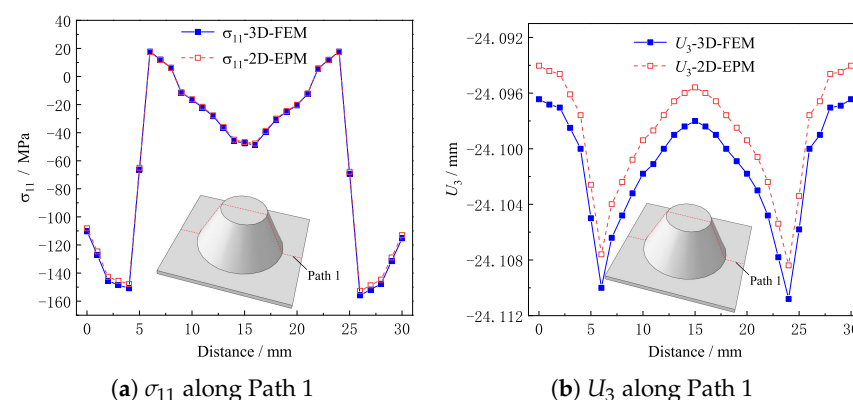 σ11-3D-FEM
σ11-2D-EPM
σ11 / MPa
40
20
0
−20
−40
−60
−80
−100
−120
−140
−160
0 5 10 15 20 25 30
Distance / mm
Path 1
(a) σ11 along Path 1
U3-3D-FEM
U3-2D-EPM
U3 / mm
−24.092
−24.096
−24.100
−24.104
−24.108
−24.112
0 5 10 15 20 25 30
Distance / mm
Path 1
(b) U3 along Path 1